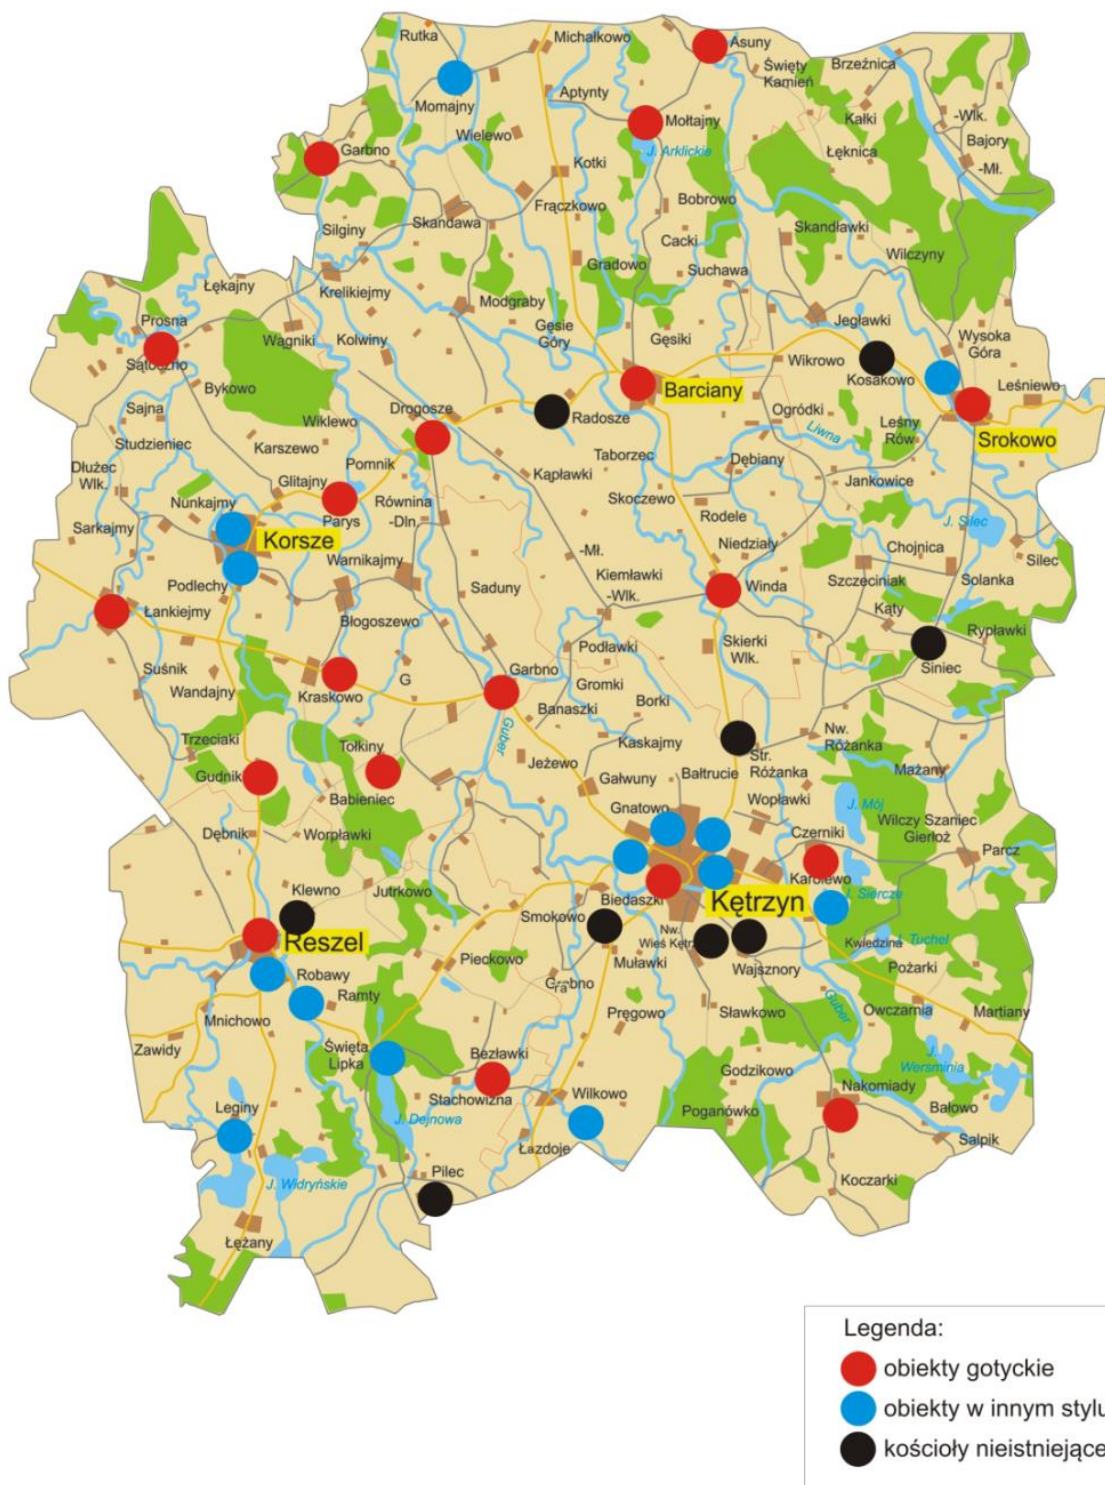 Rutka
Michałkowo
Asuny
Święty
Kamień
Brzeźnica
Momajny
Aptynty
Mołtajny
Kałki
-Wlk.
Bajory
-Mł.
Garbno
Wielewo
Kotki
J. Arklickie
Łęknica
Silginy
Skandawa
Frączkowo
Bobrowo
Cacki
Skandławki
Wilczyny
Łękajny
Krelikiejmy
Gradowo
Suchawa
Modgraby
Prosna
Wągniki
Kolwiny
Gęsie
Góry
Gęsiki
Jegławki
Wysoka
Góra
Sątoczno
Bykowo
Wikrowo
Kosakowo
Leśniewo
Barciany
Sajna
Drogosze
Radosze
Ogródki
Leśny
Rów
Srokowo
Studzieniec
Wiklewo
Karszewo
Liwna
Taborzec
Dębiany
Dłużec
Wlk.
Pomnik
Kapławki
Glitajny
Równina
-Dln.
Skoczewo
Jankowice
Nunkajmy
Parys
Rodele
J. Silec
Sarkajmy
Korsze
Niedziały
Chojnica
Silec
-Mł.
Kiemławki
-Wlk.
Podlechy
Warnikajmy
Saduny
Winda
Szczeciniak
Solanka
Łankiejmy
Błogoszewo
Kąty
Rypławki
Podławki
Skierki
Wlk.
Siniec
Suśnik
Wandajny
Kraskowo
G
Garbno
Gromki
Borki
Banaszki
Guber
Kaskajmy
Trzeciaki
Tołkiny
Nw.
Różanka
Str.
Różanka
Gudnik
Babieniec
Jeżewo
Gałwuny
Bałtrucie
Mażany
Gnatowo
Wopławki
J. Mój
Dębnik
Worpławki
Czerniki
Wilczy Szaniec
Gierłoż
Parcz
Klewno
Jutrkowo
Karolewo
J. Siercze
Biedaszki
Kętrzyn
Smokowo
Reszel
Nw.
Wieś Kętrz
Kwiedzina
J. Tuchel
Robawy
Pieckowo
Muławki
Wajsznory
Pożarki
Ramty
Grabno
Mnichowo
Pręgowo
Sławkowo
Guber
Owczarnia
Martiany
Zawidy
Święta
Lipka
Bezławki
Godzikowo
J.
Wersminia
Leginy
Stachowizna
Wilkowo
Nakomiady
J. Dejnowa
Poganówko
Bałowo
Łazdoje
Salpik
Pilec
J. Widryńskie
Koczarki
Łężany
Legenda:
obiekty gotyckie
obiekty w innym stylu
kościoły nieistniejące